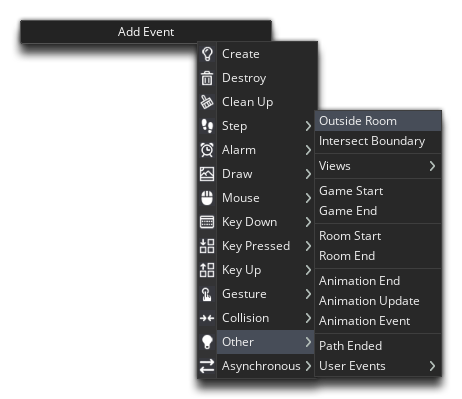 Add Event
Create
Destroy
Clean Up
Step
Alarm
Draw
Mouse
Key Down
Key Pressed
Key Up
Gesture
Collision
Other
Asynchronous
Outside Room
Intersect Boundary
Views
Game Start
Game End
Room Start
Room End
Animation End
Animation Update
Animation Event
Path Ended
User Events